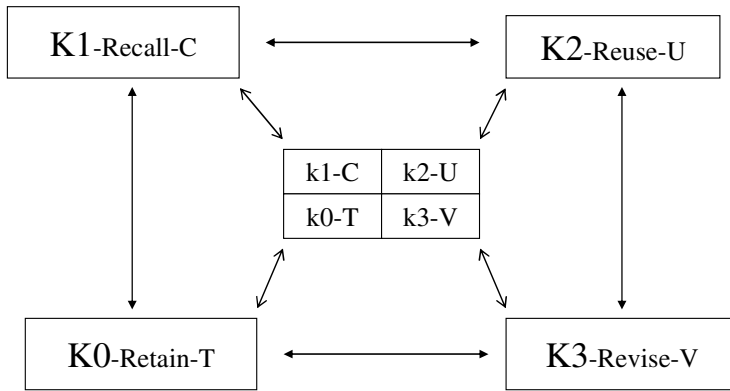 K1-Recall-C
K2-Reuse-U
k1-C
k2-U
k0-T
k3-V
K0-Retain-T
K3-Revise-V